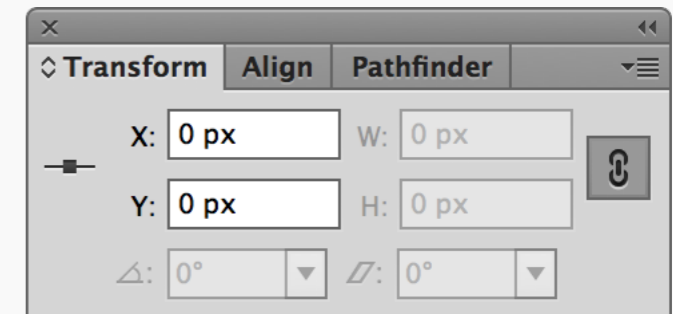 Transform Align Pathfinder
X: 0 px W: 0 px
Y: 0 px H: 0 px
0° 0°